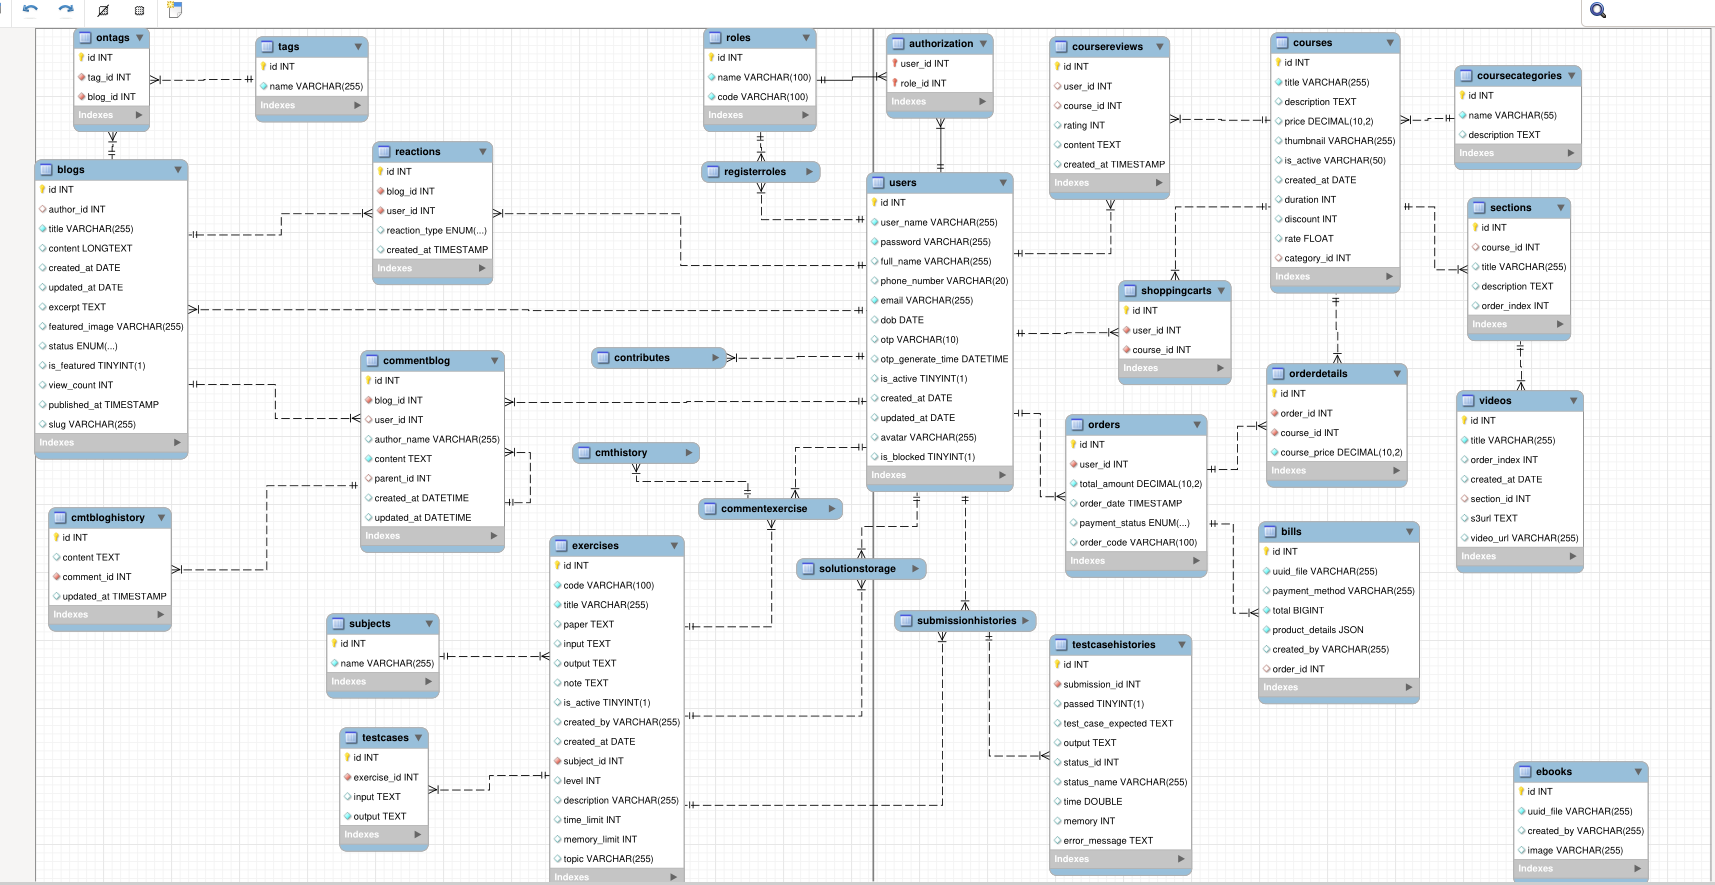 ontags
id INT
tag_id INT
blog_id INT
Indexes
tags
id INT
name VARCHAR(255)
Indexes
roles
id INT
name VARCHAR(100)
code VARCHAR(100)
Indexes
authorization
user_id INT
role_id INT
Indexes
coursereviews
id INT
user_id INT
course_id INT
rating INT
content TEXT
created_at TIMESTAMP
Indexes
courses
id INT
title VARCHAR(255)
description TEXT
price DECIMAL(10,2)
thumbnail VARCHAR(255)
is_active VARCHAR(50)
created_at DATE
duration INT
discount INT
rate FLOAT
category_id INT
Indexes
coursecategories
id INT
name VARCHAR(55)
description TEXT
Indexes
blogs
id INT
author_id INT
title VARCHAR(255)
content LONGTEXT
created_at DATE
updated_at DATE
excerpt TEXT
featured_image VARCHAR(255)
status ENUM(...)
is_featured TINYINT(1)
view_count INT
published_at TIMESTAMP
slug VARCHAR(255)
Indexes
reactions
id INT
blog_id INT
user_id INT
reaction_type ENUM(...)
created_at TIMESTAMP
Indexes
registerroles
users
id INT
user_name VARCHAR(255)
password VARCHAR(255)
full_name VARCHAR(255)
phone_number VARCHAR(20)
email VARCHAR(255)
dob DATE
otp VARCHAR(10)
otp_generate_time DATETIME
is_active TINYINT(1)
created_at DATE
updated_at DATE
avatar VARCHAR(255)
is_blocked TINYINT(1)
Indexes
sections
id INT
course_id INT
title VARCHAR(255)
description TEXT
order_index INT
Indexes
shoppingcarts
id INT
user_id INT
course_id INT
Indexes
contributes
commentblog
id INT
blog_id INT
user_id INT
author_name VARCHAR(255)
content TEXT
parent_id INT
created_at DATETIME
updated_at DATETIME
Indexes
orderdetails
id INT
order_id INT
course_id INT
course_price DECIMAL(10,2)
Indexes
videos
id INT
title VARCHAR(255)
order_index INT
created_at DATE
section_id INT
s3url TEXT
video_url VARCHAR(255)
Indexes
orders
id INT
user_id INT
total_amount DECIMAL(10,2)
order_date TIMESTAMP
payment_status ENUM(...)
order_code VARCHAR(100)
Indexes
cmthistory
commentexercise
cmtbloghistory
id INT
content TEXT
comment_id INT
updated_at TIMESTAMP
Indexes
exercises
id INT
code VARCHAR(100)
title VARCHAR(255)
paper TEXT
input TEXT
output TEXT
note TEXT
is_active TINYINT(1)
created_by VARCHAR(255)
created_at DATE
subject_id INT
level INT
description VARCHAR(255)
time_limit INT
memory_limit INT
topic VARCHAR(255)
Indexes
solutionstorage
bills
id INT
uuid_file VARCHAR(255)
payment_method VARCHAR(255)
total BIGINT
product_details JSON
created_by VARCHAR(255)
order_id INT
Indexes
subjects
id INT
name VARCHAR(255)
Indexes
submissionhistories
testcasehistories
id INT
submission_id INT
passed TINYINT(1)
test_case_expected TEXT
output TEXT
status_id INT
status_name VARCHAR(255)
time DOUBLE
memory INT
error_message TEXT
Indexes
testcases
id INT
exercise_id INT
input TEXT
output TEXT
Indexes
ebooks
id INT
uuid_file VARCHAR(255)
created_by VARCHAR(255)
image VARCHAR(255)
Indexes